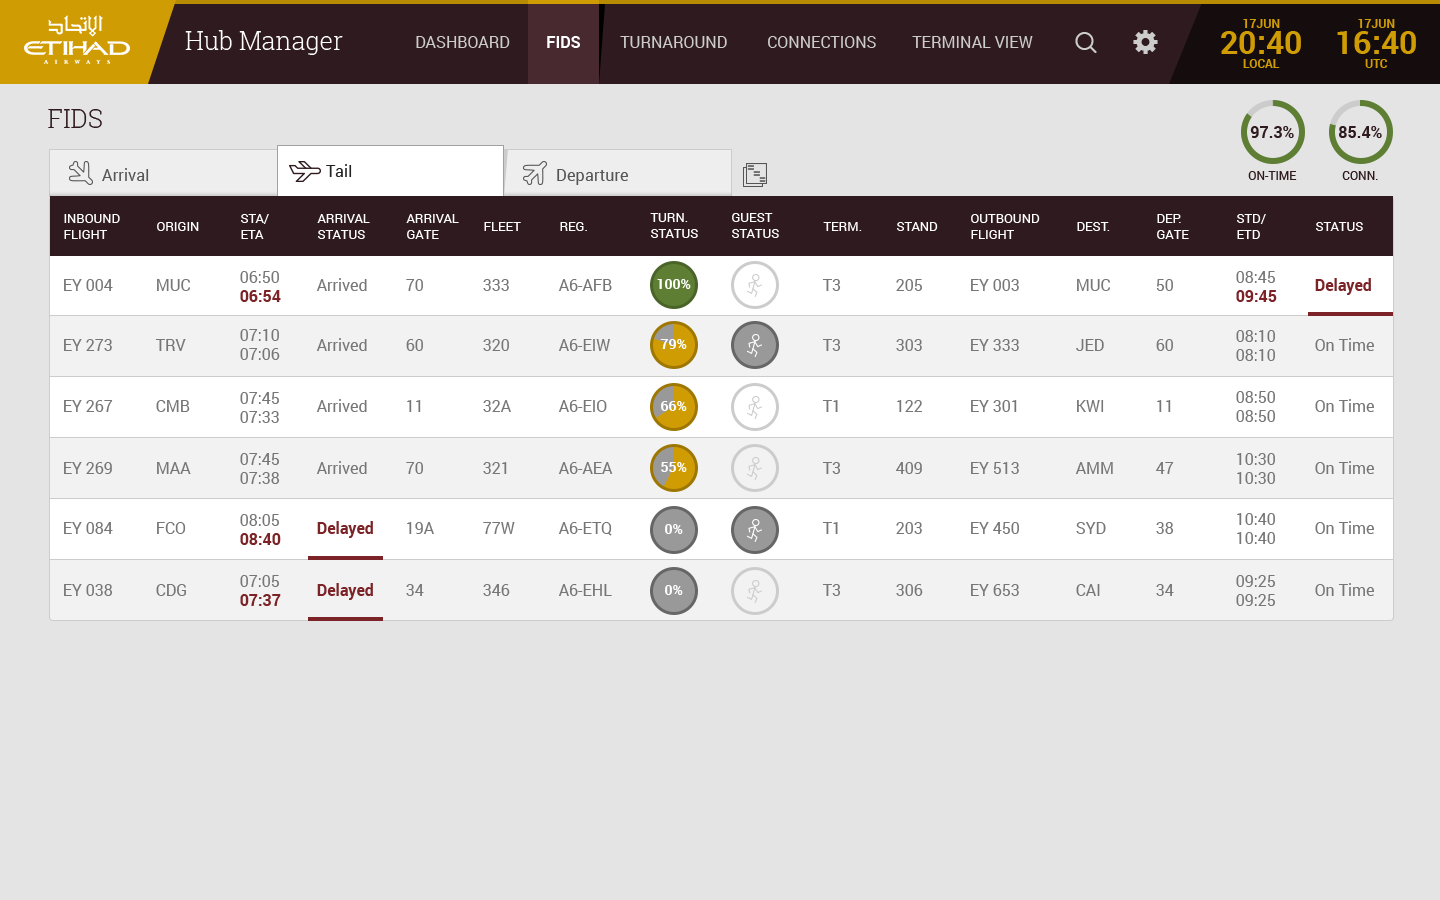 الإتحاد
ETIHAD
AIRWAYS
Hub Manager
DASHBOARD
FIDS
TURNAROUND
CONNECTIONS
TERMINAL VIEW
17JUN
20:40
LOCAL
17JUN
16:40
UTC
FIDS
97.3%
ON-TIME
85.4%
CONN.
Arrival
Tail
Departure
INBOUND FLIGHT ORIGIN STA/ ETA ARRIVAL STATUS ARRIVAL GATE FLEET REG. TURN. STATUS GUEST STATUS TERM. STAND OUTBOUND FLIGHT DEST. DEP. GATE STD/ ETD STATUS
EY 004 MUC 06:50 06:54 Arrived 70 333 A6-AFB 100% T3 205 EY 003 MUC 50 08:45 09:45 Delayed
EY 273 TRV 07:10 07:06 Arrived 60 320 A6-EIW 79% T3 303 EY 333 JED 60 08:10 08:10 On Time
EY 267 CMB 07:45 07:33 Arrived 11 32A A6-EIO 66% T1 122 EY 301 KWI 11 08:50 08:50 On Time
EY 269 MAA 07:45 07:38 Arrived 70 321 A6-AEA 55% T3 409 EY 513 AMM 47 10:30 10:30 On Time
EY 084 FCO 08:05 08:40 Delayed 19A 77W A6-ETQ 0% T1 203 EY 450 SYD 38 10:40 10:40 On Time
EY 038 CDG 07:05 07:37 Delayed 34 346 A6-EHL 0% T3 306 EY 653 CAI 34 09:25 09:25 On Time